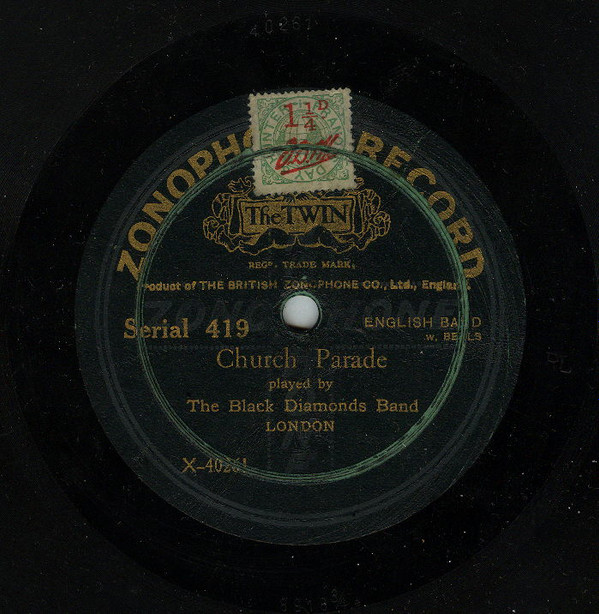 1¼D
ZONOPHONE RECORD
The TWIN
REGD. TRADE MARK.
Product of THE BRITISH ZONOPHONE CO., Ltd., England.
Serial 419
ENGLISH BAND
w. BELLS
Church Parade
played by
The Black Diamonds Band
LONDON
X-40261